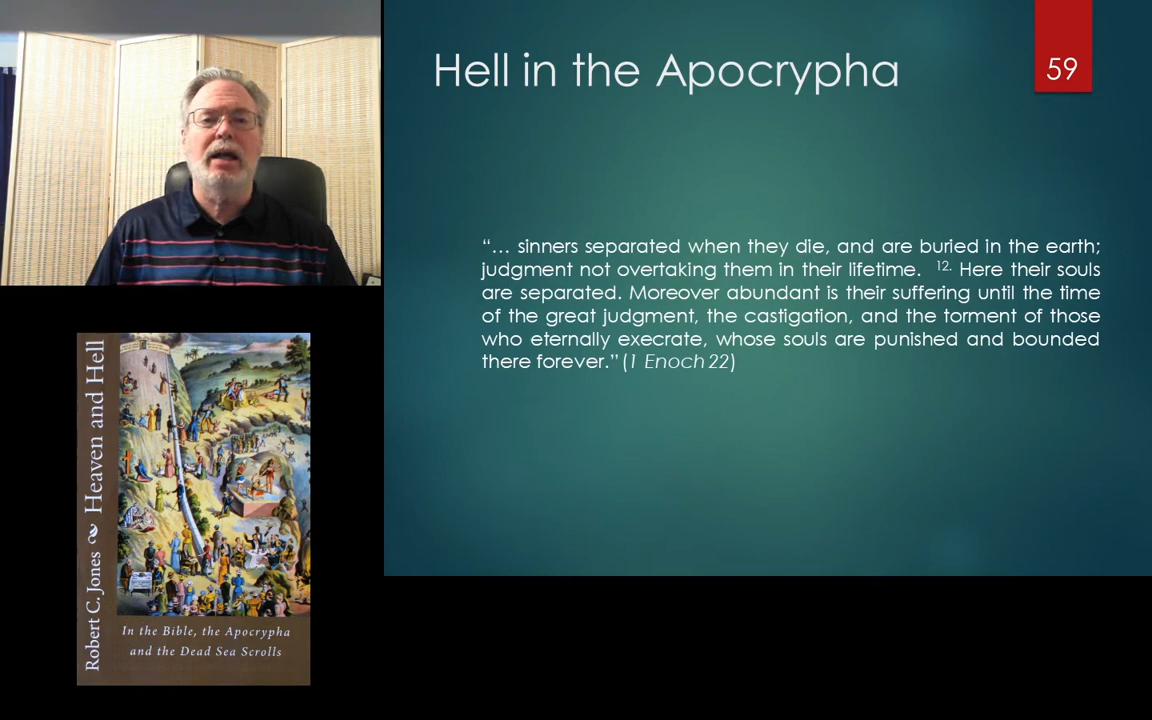 Hell in the Apocrypha
59
“… sinners separated when they die, and are buried in the earth;
judgment not overtaking them in their lifetime. 12. Here their souls
are separated. Moreover abundant is their suffering until the time
of the great judgment, the castigation, and the torment of those
who eternally execrate, whose souls are punished and bounded
there forever.” (1 Enoch 22)
Robert C. Jones Heaven and Hell
In the Bible, the Apocrypha
and the Dead Sea Scrolls